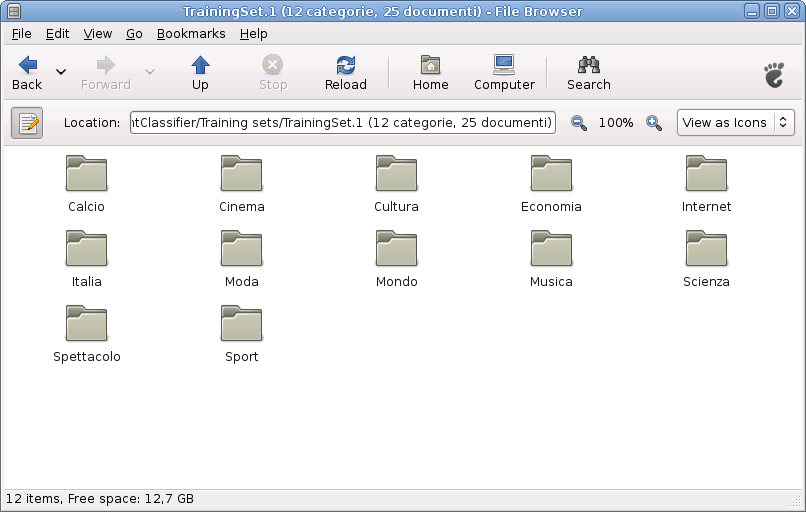 TrainingSet.1 (12 categorie, 25 documenti) - File Browser
File Edit View Go Bookmarks Help
Back Forward Up Stop Reload Home Computer Search
Location: ntClassifier/Training sets/TrainingSet.1 (12 categorie, 25 documenti) 100% View as Icons
Calcio Cinema Cultura Economia Internet
Italia Moda Mondo Musica Scienza
Spettacolo Sport
12 items, Free space: 12,7 GB